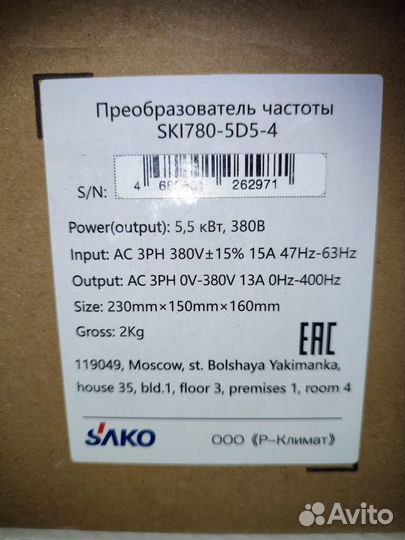 Преобразователь частоты
SKI780-5D5-4
S/N:
4 262971
Power(output): 5,5 кВт, 380В
Input: AC 3PH 380V±15% 15A 47Hz-63Hz
Output: AC 3PH 0V-380V 13A 0Hz-400Hz
Size: 230mm×150mm×160mm
Gross: 2Kg
EAC
119049, Moscow, st. Bolshaya Yakimanka,
house 35, bld.1, floor 3, premises 1, room 4
SAKO ООО《Р-Климат》
Avito